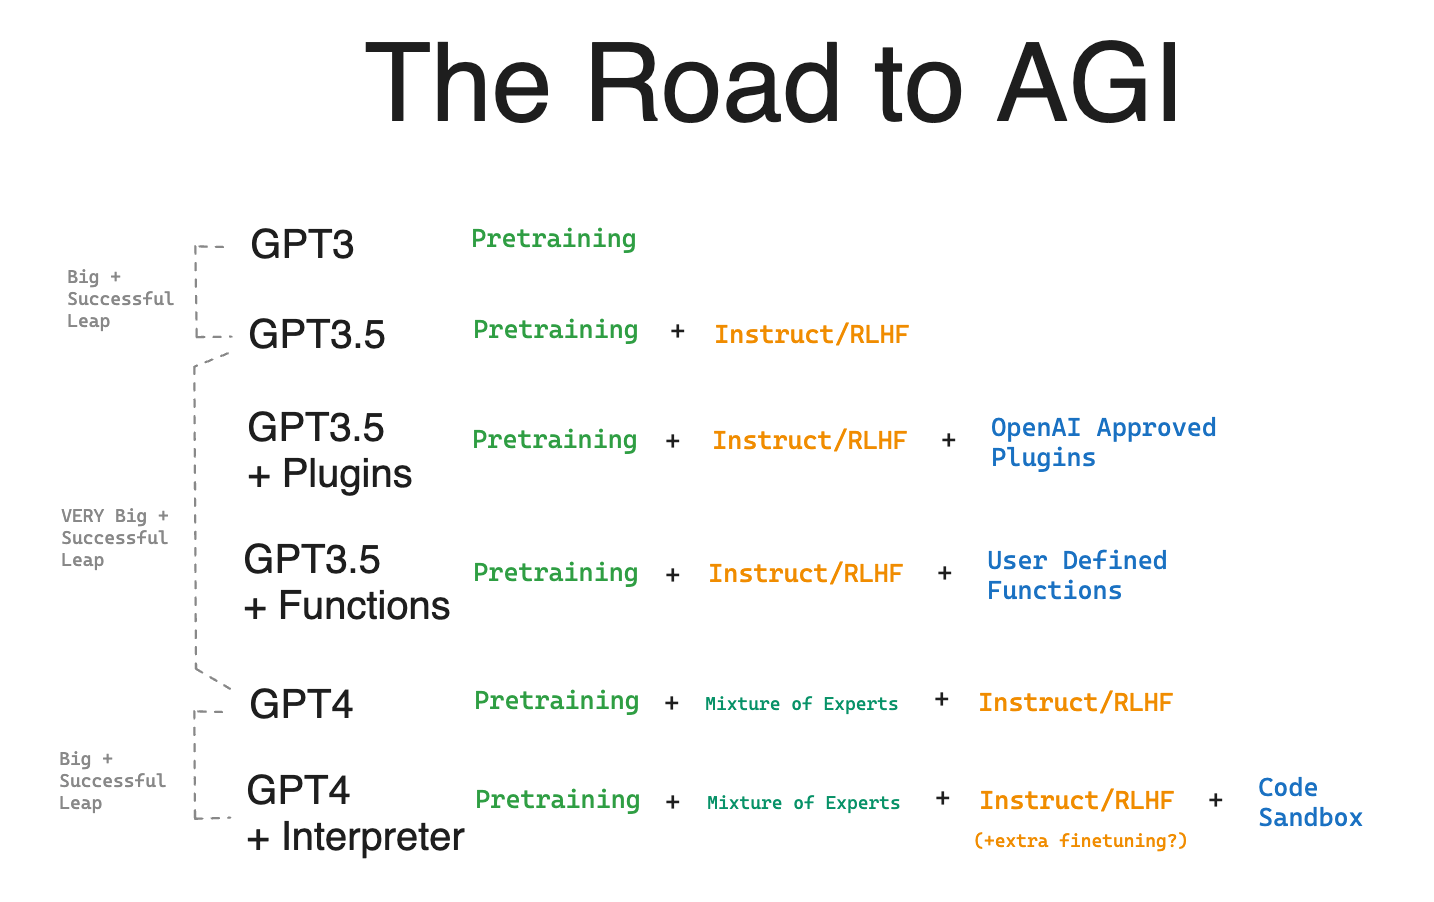 The Road to AGI
GPT3 Pretraining
Big +
Successful
Leap
GPT3.5 Pretraining + Instruct/RLHF
GPT3.5
+ Plugins
Pretraining + Instruct/RLHF + OpenAI Approved
Plugins
VERY Big +
Successful
Leap
GPT3.5
+ Functions
Pretraining + Instruct/RLHF + User Defined
Functions
GPT4 Pretraining + Mixture of Experts + Instruct/RLHF
Big +
Successful
Leap
GPT4
+ Interpreter
Pretraining + Mixture of Experts + Instruct/RLHF + Code
Sandbox
(+extra finetuning?)